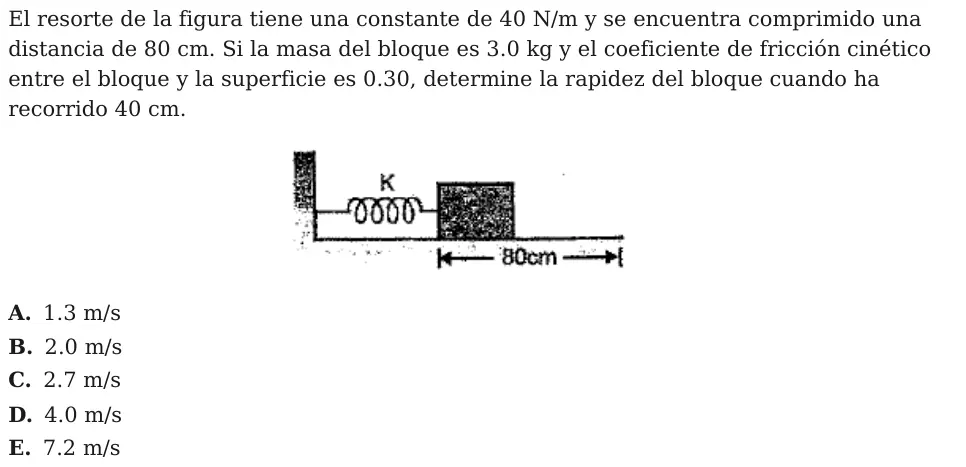 El resorte de la figura tiene una constante de 40 N/m y se encuentra comprimido una
distancia de 80 cm. Si la masa del bloque es 3.0 kg y el coeficiente de fricción cinético
entre el bloque y la superficie es 0.30, determine la rapidez del bloque cuando ha
recorrido 40 cm.
K
80cm
A. 1.3 m/s
B. 2.0 m/s
C. 2.7 m/s
D. 4.0 m/s
E. 7.2 m/s